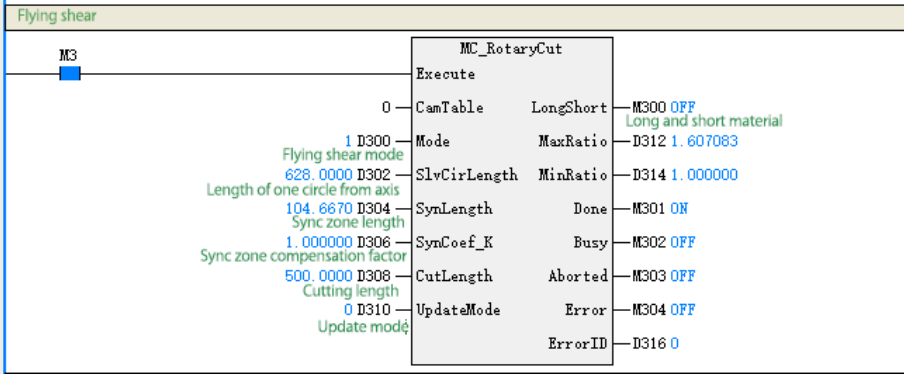 Flying shear
M3
MC_RotaryCut
Execute
0 CamTable LongShort M300 OFF
Long and short material
1 D300 Mode MaxRatio D312 1.607083
Flying shear mode
628.0000 D302 SlvCirLength MinRatio D314 1.000000
Length of one circle from axis
104.6670 D304 SynLength Done M301 ON
Sync zone length
1.000000 D306 SynCoef_K Busy M302 OFF
Sync zone compensation factor
500.0000 D308 CutLength Aborted M303 OFF
Cutting length
0 D310 UpdateMode Error M304 OFF
Update mode
ErrorID D316 0